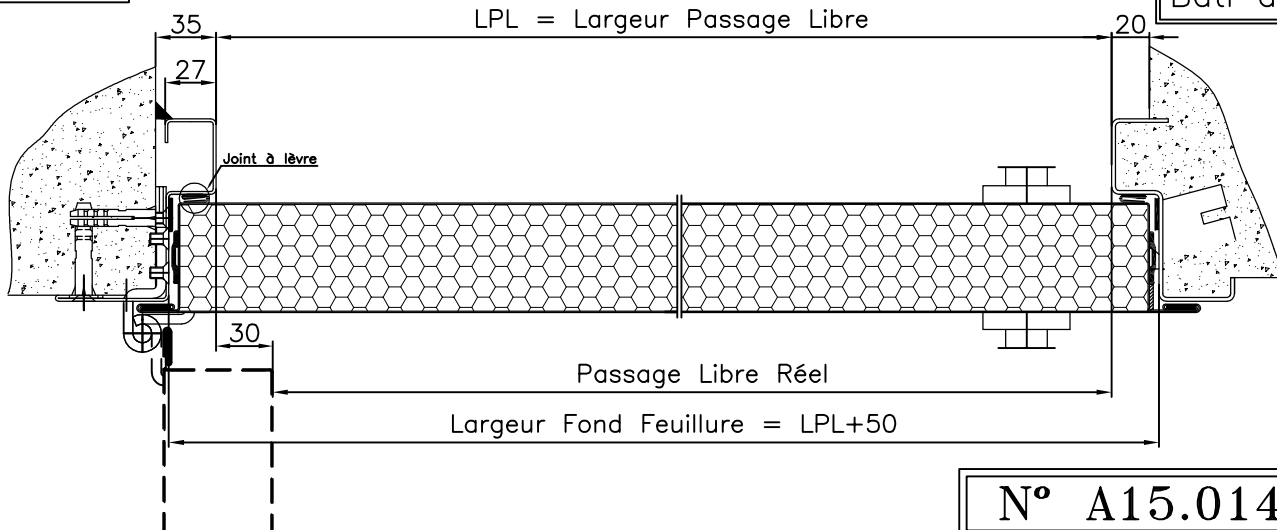 35
LPL = Largeur Passage Libre
20
27
Joint à lèvre
30
Passage Libre Réel
Largeur Fond Feuillure = LPL+50
N° A15.014